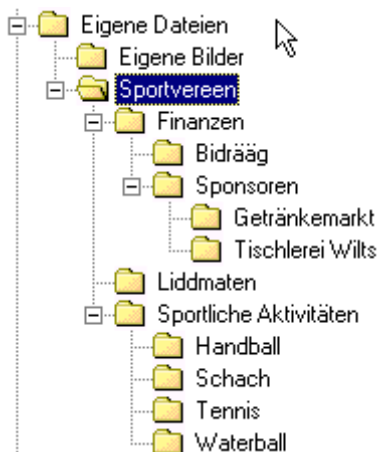 Eigene Dateien
Eigene Bilder
Sportvereen
Finanzen
Bidrääg
Sponsoren
Getränkemarkt
Tischlerei Wilts
Liddmaten
Sportliche Aktivitäten
Handball
Schach
Tennis
Waterball